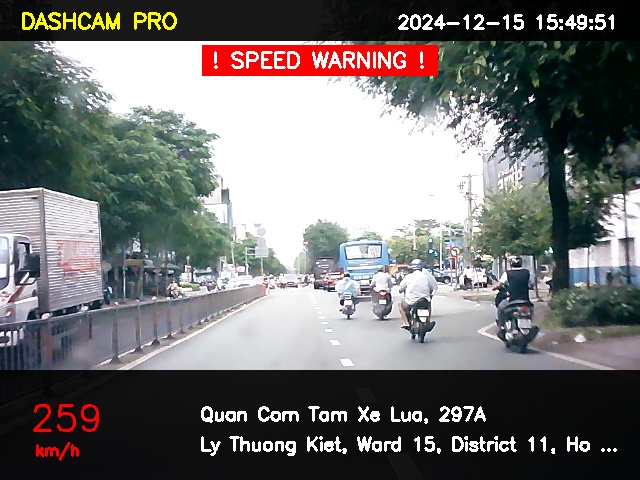 DASHCAM PRO
2024-12-15 15:49:51
! SPEED WARNING !
259
km/h
Quan Com Tam Xe Lua, 297A
Ly Thuong Kiet, Ward 15, District 11, Ho ...